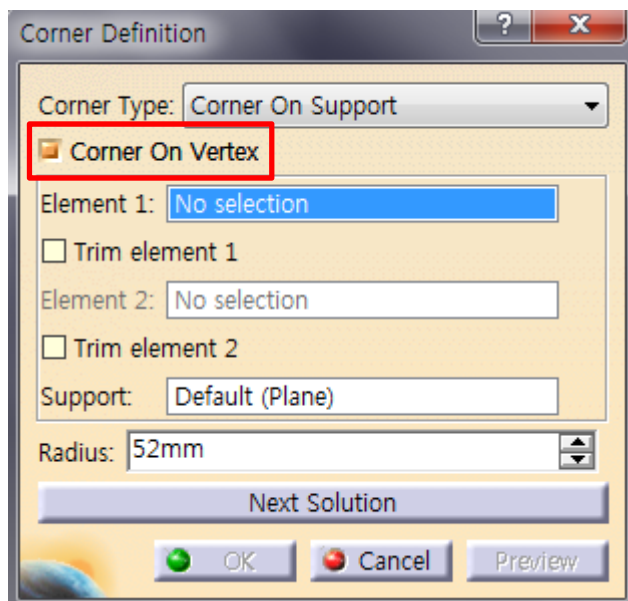 Corner Definition
?
X
Corner Type: Corner On Support
Corner On Vertex
Element 1: No selection
Trim element 1
Element 2: No selection
Trim element 2
Support: Default (Plane)
Radius: 52mm
Next Solution
OK Cancel Preview